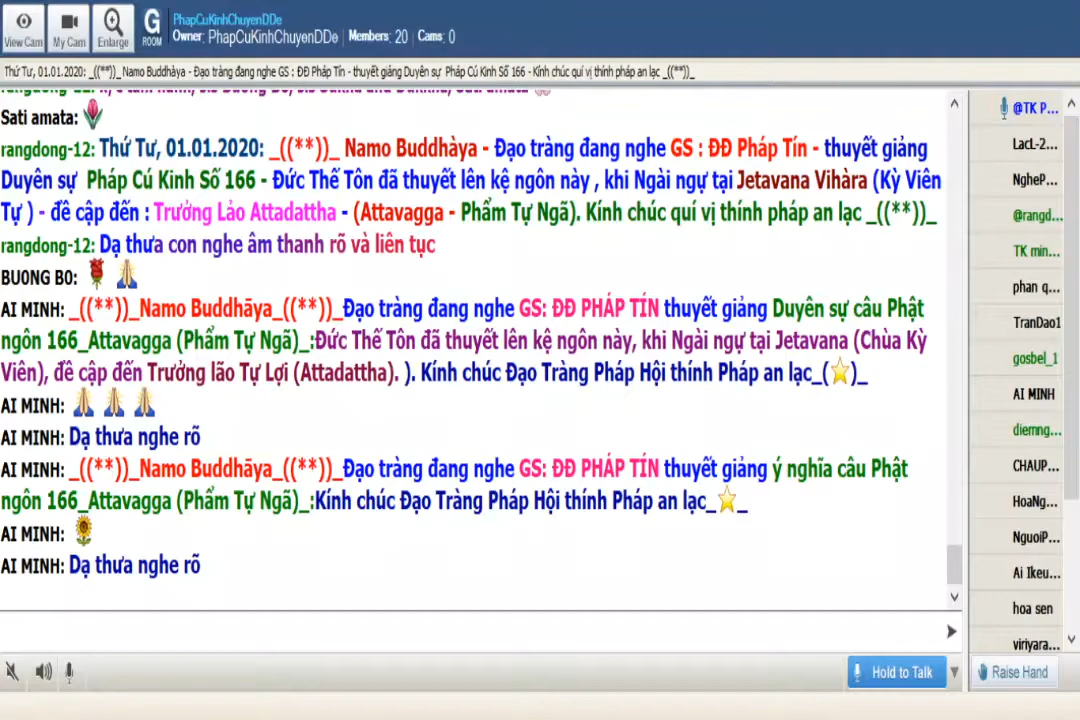 PhapCuKinhChuyenDDe
G
ROOM
Owner: PhapCuKinhChuyenDDe | Members: 20 | Cams: 0
View Cam
My Cam
Enlarge
Thứ Tư, 01.01.2020: _((**))_ Namo Buddhàya - Đạo tràng đang nghe GS : ĐĐ Pháp Tín - thuyết giảng Duyên sự Pháp Cú Kinh Số 166 - Kính chúc quí vị thính pháp an lạc _((**))_
Sati amata:
rangdong-12: Thứ Tư, 01.01.2020: _((**))_ Namo Buddhàya - Đạo tràng đang nghe GS : ĐĐ Pháp Tín - thuyết giảng
Duyên sự Pháp Cú Kinh Số 166 - Đức Thế Tôn đã thuyết lên kệ ngôn này , khi Ngài ngự tại Jetavana Vihàra (Kỳ Viên
Tự ) - đề cập đến : Trưởng Lảo Attadattha - (Attavagga - Phẩm Tự Ngã). Kính chúc quí vị thính pháp an lạc _((**))_
rangdong-12: Dạ thưa con nghe âm thanh rõ và liên tục
BUONG BO:
AI MINH: _((**))_Namo Buddhāya_((**))_Đạo tràng đang nghe GS: ĐĐ PHÁP TÍN thuyết giảng Duyên sự câu Phật
ngôn 166_Attavagga (Phẩm Tự Ngã)_:Đức Thế Tôn đã thuyết lên kệ ngôn này, khi Ngài ngự tại Jetavana (Chùa Kỳ
Viên), đề cập đến Trưởng lão Tự Lợi (Attadattha). ). Kính chúc Đạo Tràng Pháp Hội thính Pháp an lạc_(⭐)_
AI MINH:
AI MINH: Dạ thưa nghe rõ
AI MINH: _((**))_Namo Buddhāya_((**))_Đạo tràng đang nghe GS: ĐĐ PHÁP TÍN thuyết giảng ý nghĩa câu Phật
ngôn 166_Attavagga (Phẩm Tự Ngã)_:Kính chúc Đạo Tràng Pháp Hội thính Pháp an lạc_⭐_
AI MINH:
AI MINH: Dạ thưa nghe rõ
@TK P...
LacL-2...
NgheP...
@rangd...
TK min...
phan q...
TranDao1
gosbel_1
AI MINH
diemng...
CHAUP...
HoaNg...
NguoiP...
Ai Ikeu...
hoa sen
viriyara...
Hold to Talk
Raise Hand